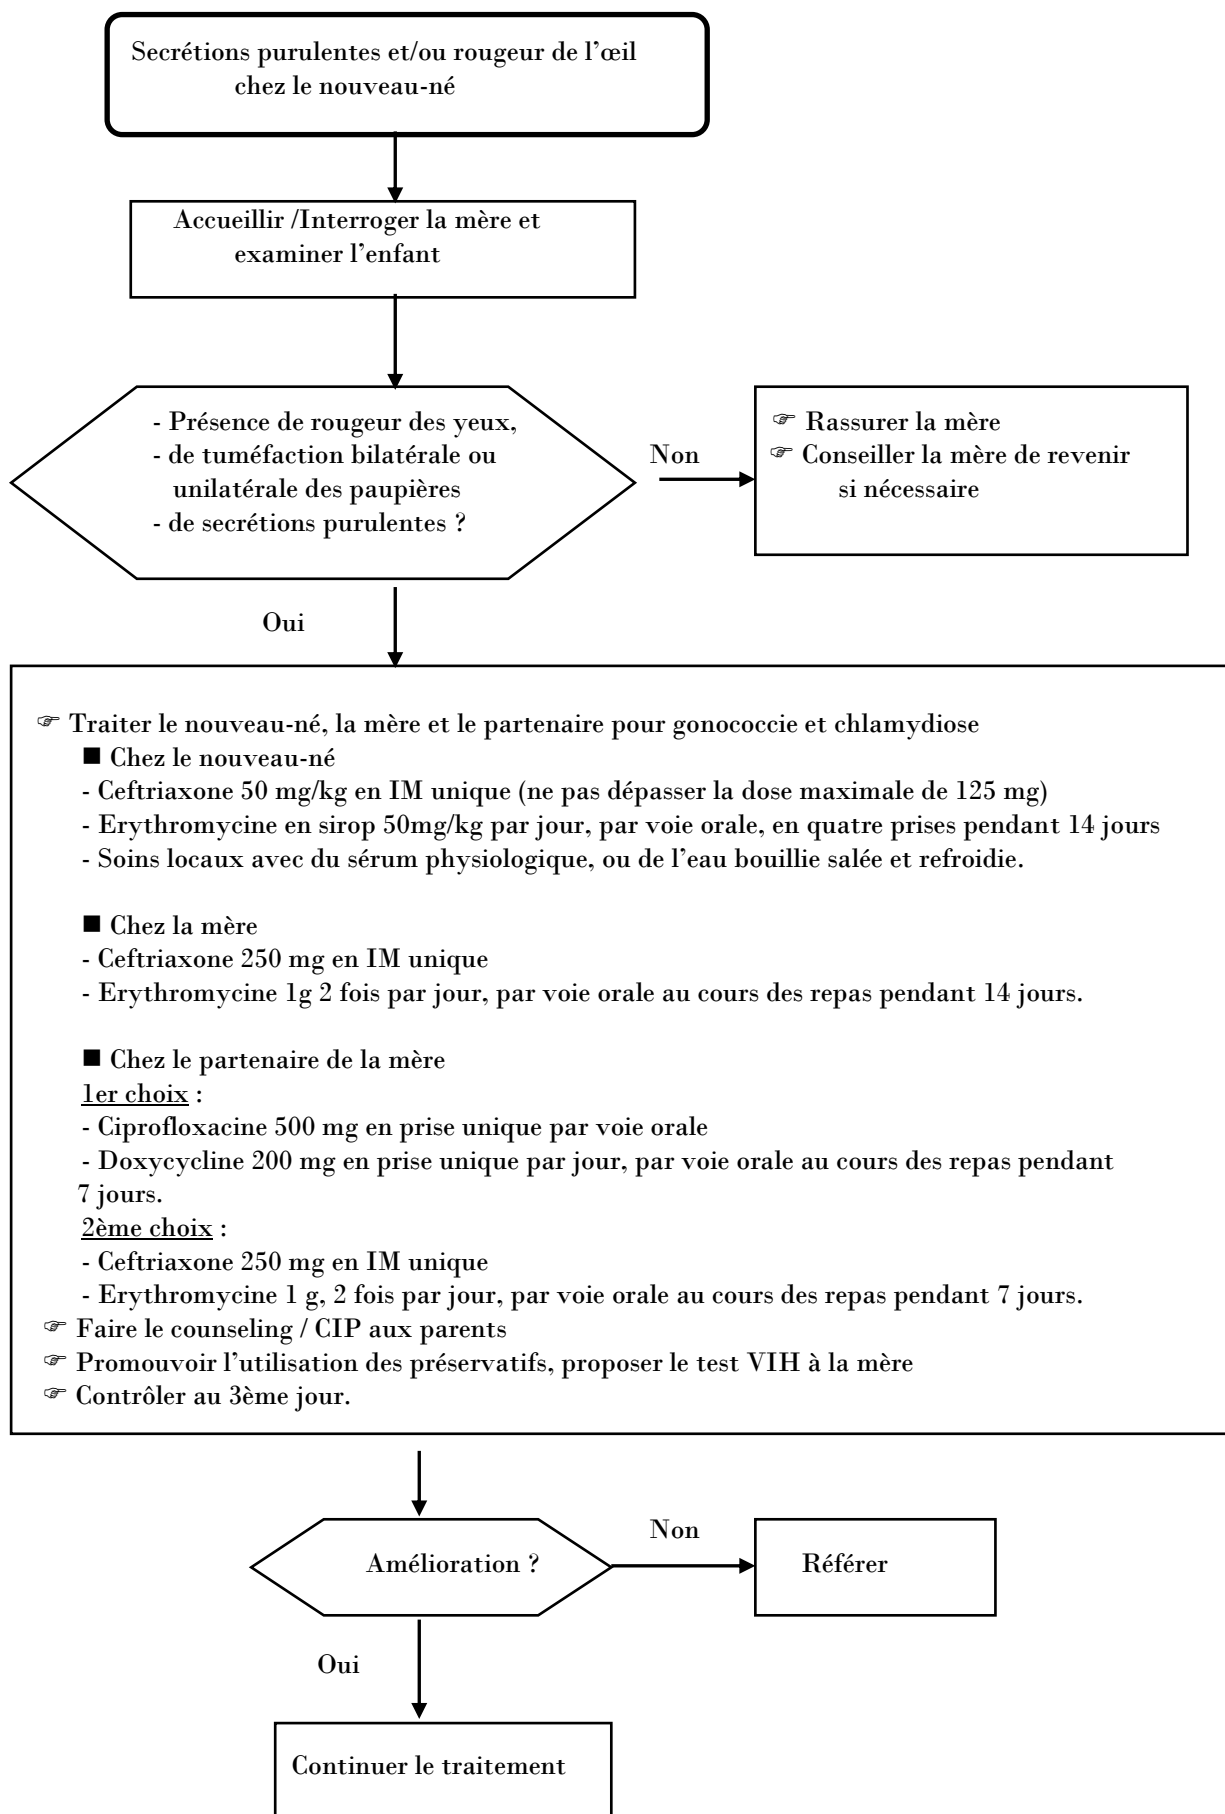 Secrétions purulentes et/ou rougeur de l’œil
chez le nouveau-né
Accueillir /Interroger la mère et
examiner l’enfant
- Présence de rougeur des yeux,
- de tuméfaction bilatérale ou
unilatérale des paupières
- de secrétions purulentes ?
Non
☞ Rassurer la mère
☞ Conseiller la mère de revenir
si nécessaire
Oui
☞ Traiter le nouveau-né, la mère et le partenaire pour gonococcie et chlamydiose
■ Chez le nouveau-né
- Ceftriaxone 50 mg/kg en IM unique (ne pas dépasser la dose maximale de 125 mg)
- Erythromycine en sirop 50mg/kg par jour, par voie orale, en quatre prises pendant 14 jours
- Soins locaux avec du sérum physiologique, ou de l’eau bouillie salée et refroidie.
■ Chez la mère
- Ceftriaxone 250 mg en IM unique
- Erythromycine 1g 2 fois par jour, par voie orale au cours des repas pendant 14 jours.
■ Chez le partenaire de la mère
1er choix :
- Ciprofloxacine 500 mg en prise unique par voie orale
- Doxycycline 200 mg en prise unique par jour, par voie orale au cours des repas pendant
7 jours.
2ème choix :
- Ceftriaxone 250 mg en IM unique
- Erythromycine 1 g, 2 fois par jour, par voie orale au cours des repas pendant 7 jours.
☞ Faire le counseling / CIP aux parents
☞ Promouvoir l’utilisation des préservatifs, proposer le test VIH à la mère
☞ Contrôler au 3ème jour.
Amélioration ?
Non
Référer
Oui
Continuer le traitement